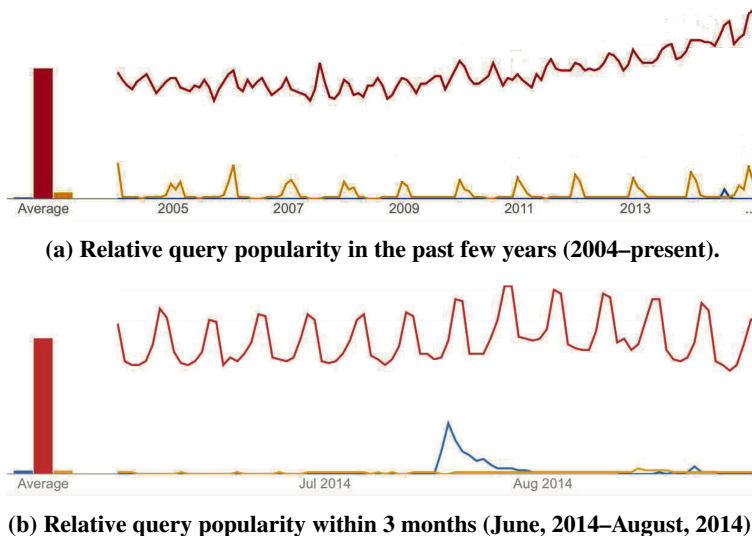 Average 2005 2007 2009 2011 2013 ..
(a) Relative query popularity in the past few years (2004–present).
Average Jul 2014 Aug 2014
(b) Relative query popularity within 3 months (June, 2014–August, 2014)